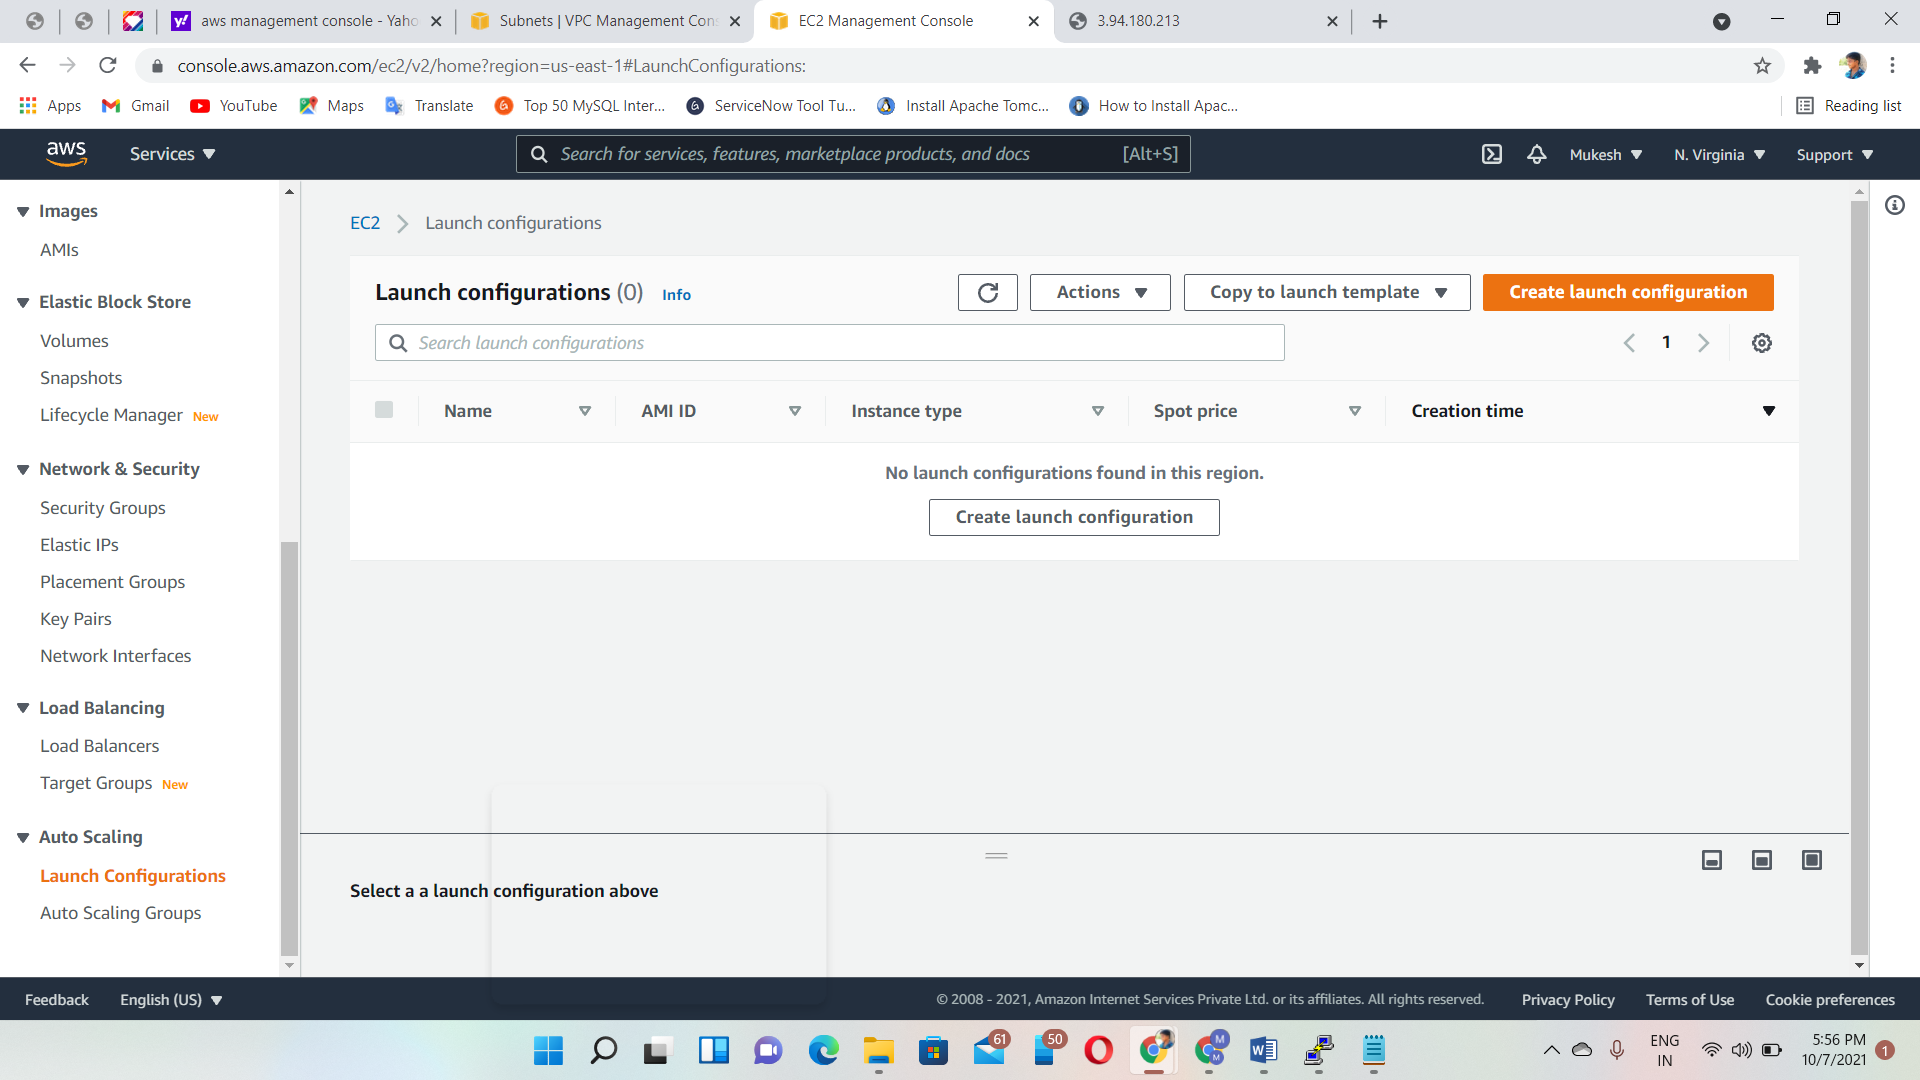 aws management console - Yaho
Subnets | VPC Management Con
EC2 Management Console
3.94.180.213
console.aws.amazon.com/ec2/v2/home?region=us-east-1#LaunchConfigurations:
Apps
Gmail
YouTube
Maps
Translate
Top 50 MySQL Inter...
ServiceNow Tool Tu...
Install Apache Tomc...
How to Install Apac...
Reading list
aws
Services
Search for services, features, marketplace products, and docs
[Alt+S]
Mukesh
N. Virginia
Support
Images
AMIs
Elastic Block Store
Volumes
Snapshots
Lifecycle Manager New
Network & Security
Security Groups
Elastic IPs
Placement Groups
Key Pairs
Network Interfaces
Load Balancing
Load Balancers
Target Groups New
Auto Scaling
Launch Configurations
Auto Scaling Groups
EC2 > Launch configurations
Launch configurations (0) Info
Actions
Copy to launch template
Create launch configuration
Search launch configurations
1
Name
AMI ID
Instance type
Spot price
Creation time
No launch configurations found in this region.
Create launch configuration
Select a a launch configuration above
Feedback
English (US)
© 2008 - 2021, Amazon Internet Services Private Ltd. or its affiliates. All rights reserved.
Privacy Policy
Terms of Use
Cookie preferences
61
50
M
M
ENG
IN
5:56 PM
10/7/2021
1